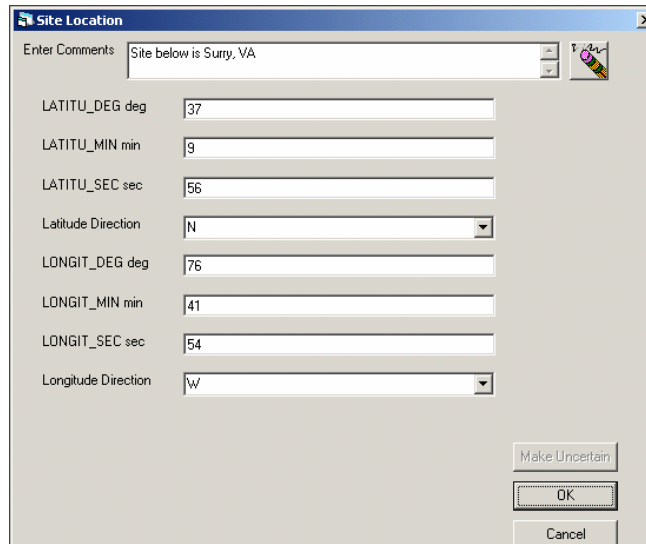 Site Location
Enter Comments Site below is Surry, VA
LATITU_DEG deg 37
LATITU_MIN min 9
LATITU_SEC sec 56
Latitude Direction N
LONGIT_DEG deg 76
LONGIT_MIN min 41
LONGIT_SEC sec 54
Longitude Direction W
Make Uncertain
OK
Cancel